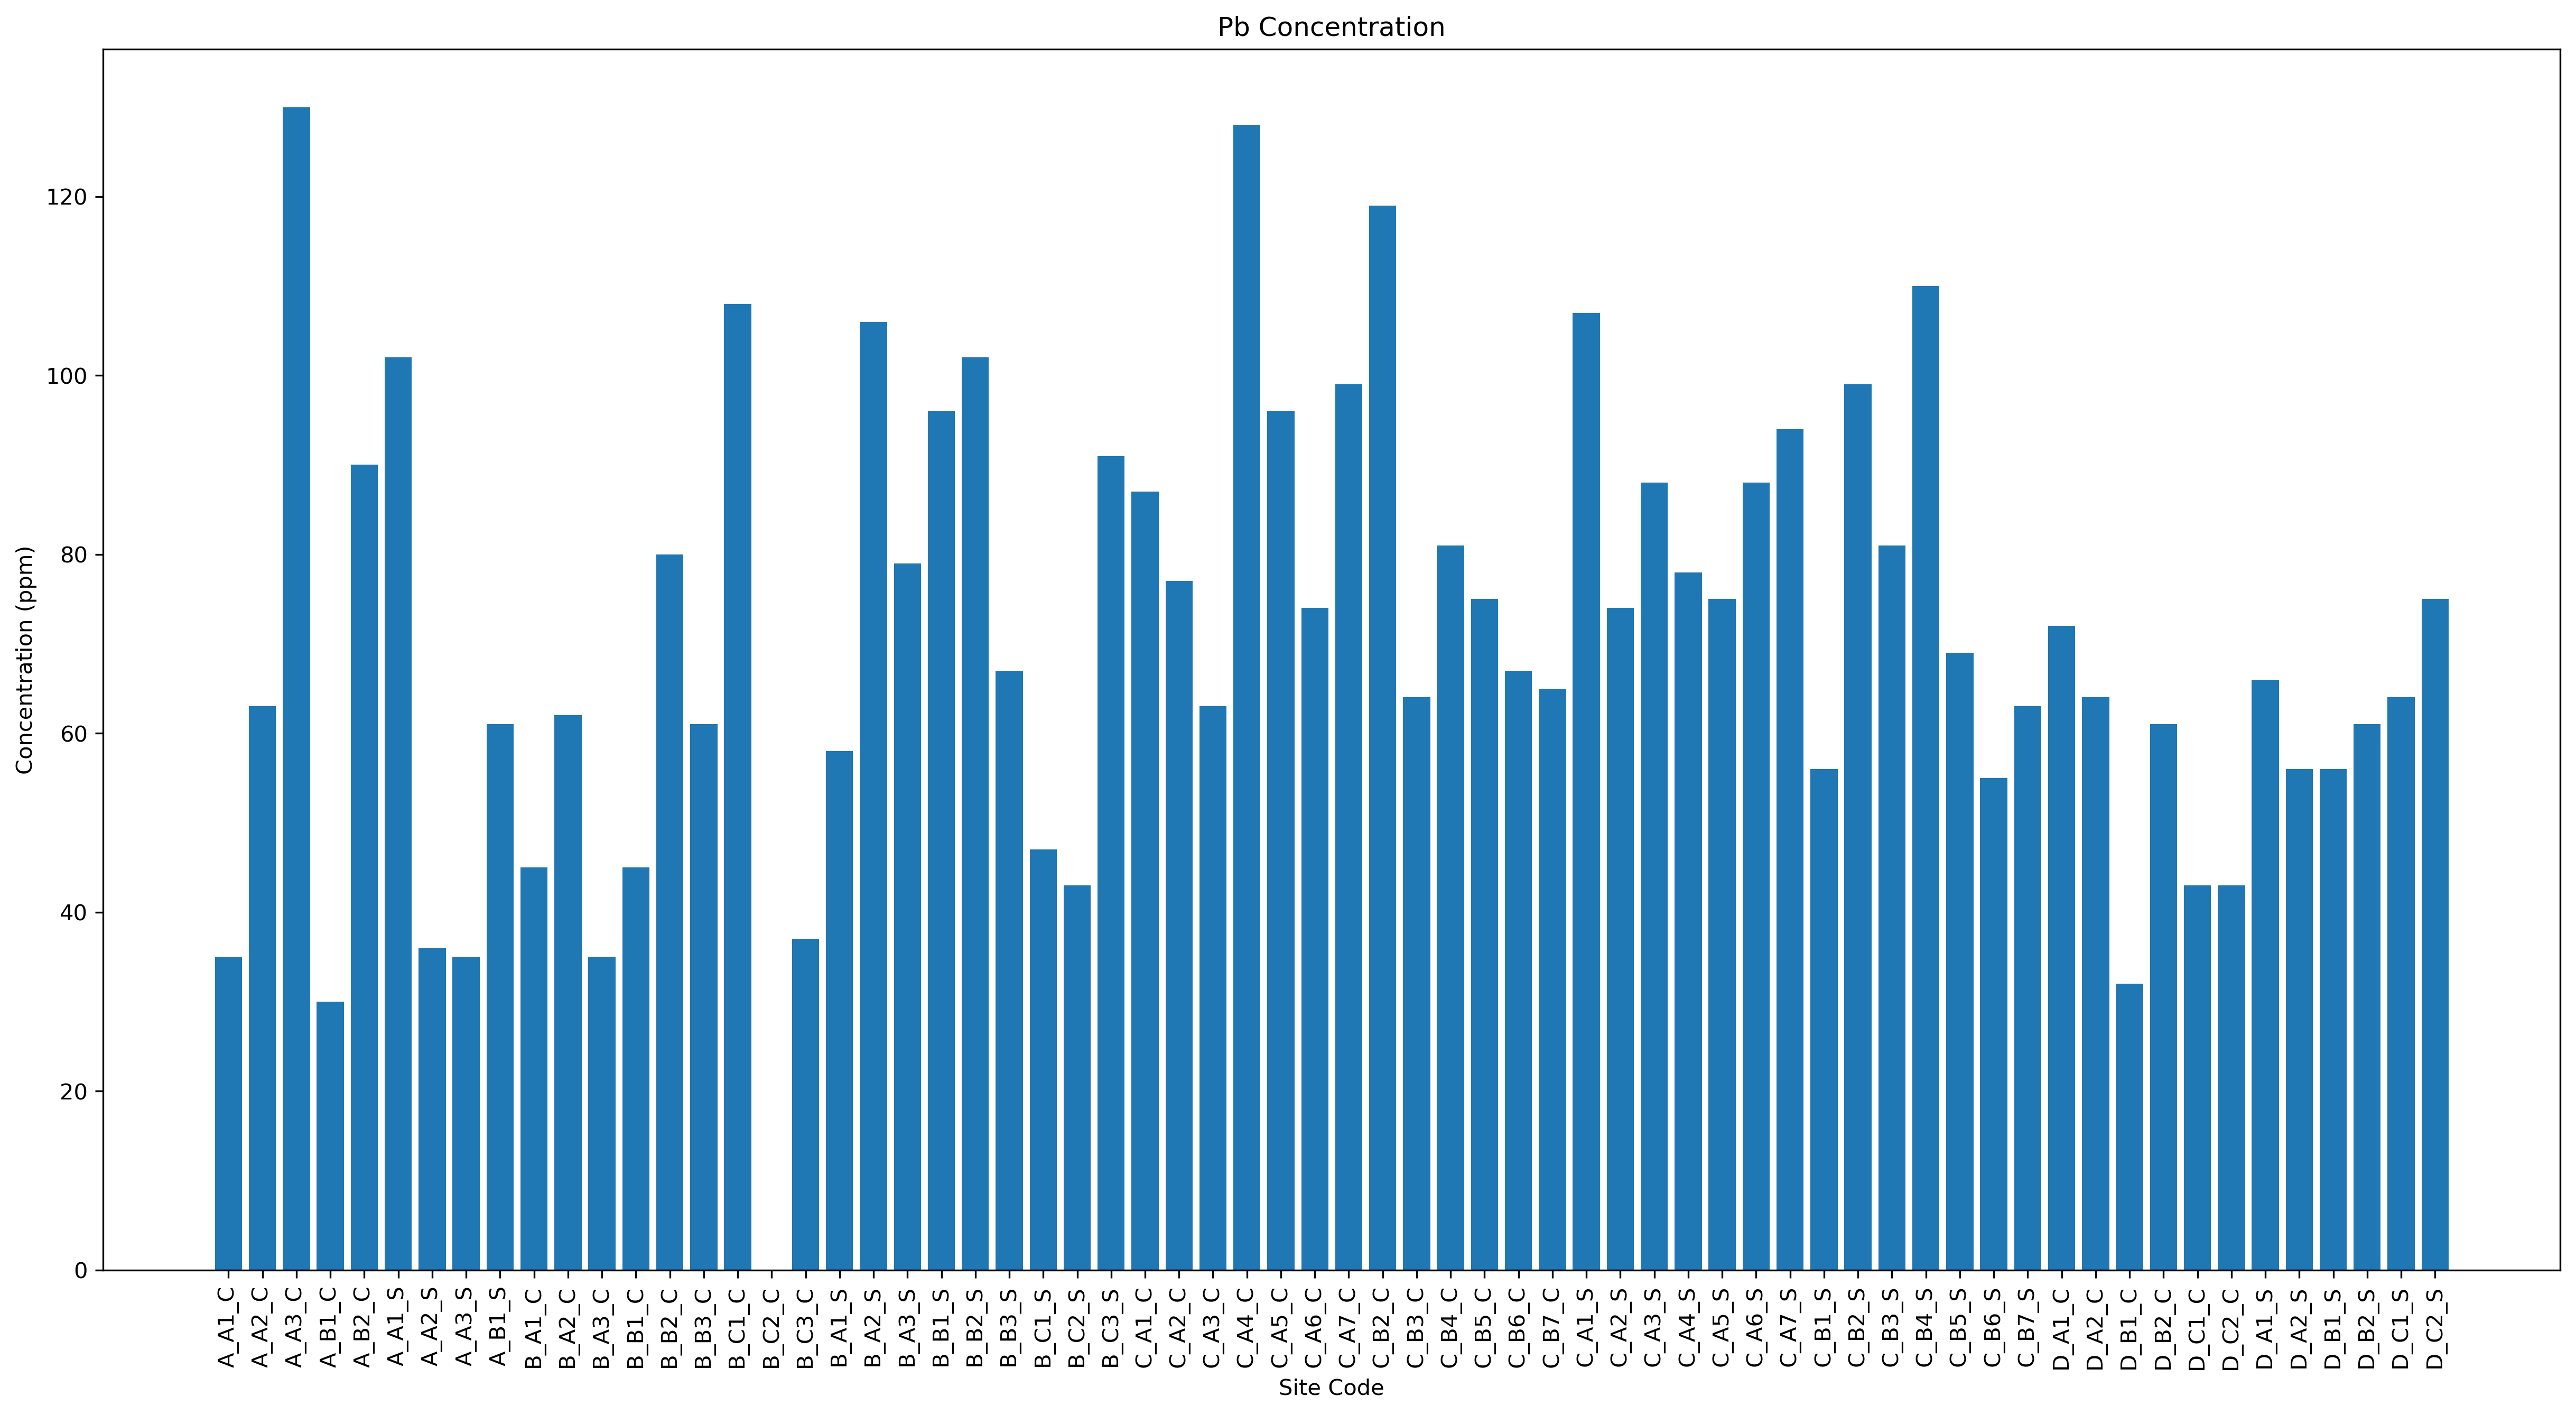 Pb Concentration
120
100
80
60
40
20
0
Concentration (ppm)
A_A1_C
A_A2_C
A_A3_C
A_B1_C
A_B2_C
A_A1_S
A_A2_S
A_A3_S
A_B1_S
B_A1_C
B_A2_C
B_A3_C
B_B1_C
B_B2_C
B_B3_C
B_C1_C
B_C2_C
B_C3_C
B_A1_S
B_A2_S
B_A3_S
B_B1_S
B_B2_S
B_B3_S
B_C1_S
B_C2_S
B_C3_S
C_A1_C
C_A2_C
C_A3_C
C_A4_C
C_A5_C
C_A6_C
C_A7_C
C_B2_C
C_B3_C
C_B4_C
C_B5_C
C_B6_C
C_B7_C
C_A1_S
C_A2_S
C_A3_S
C_A4_S
C_A5_S
C_A6_S
C_A7_S
C_B1_S
C_B2_S
C_B3_S
C_B4_S
C_B5_S
C_B6_S
C_B7_S
D_A1_C
D_A2_C
D_B1_C
D_B2_C
D_C1_C
D_C2_C
D_A1_S
D_A2_S
D_B1_S
D_B2_S
D_C1_S
D_C2_S
Site Code